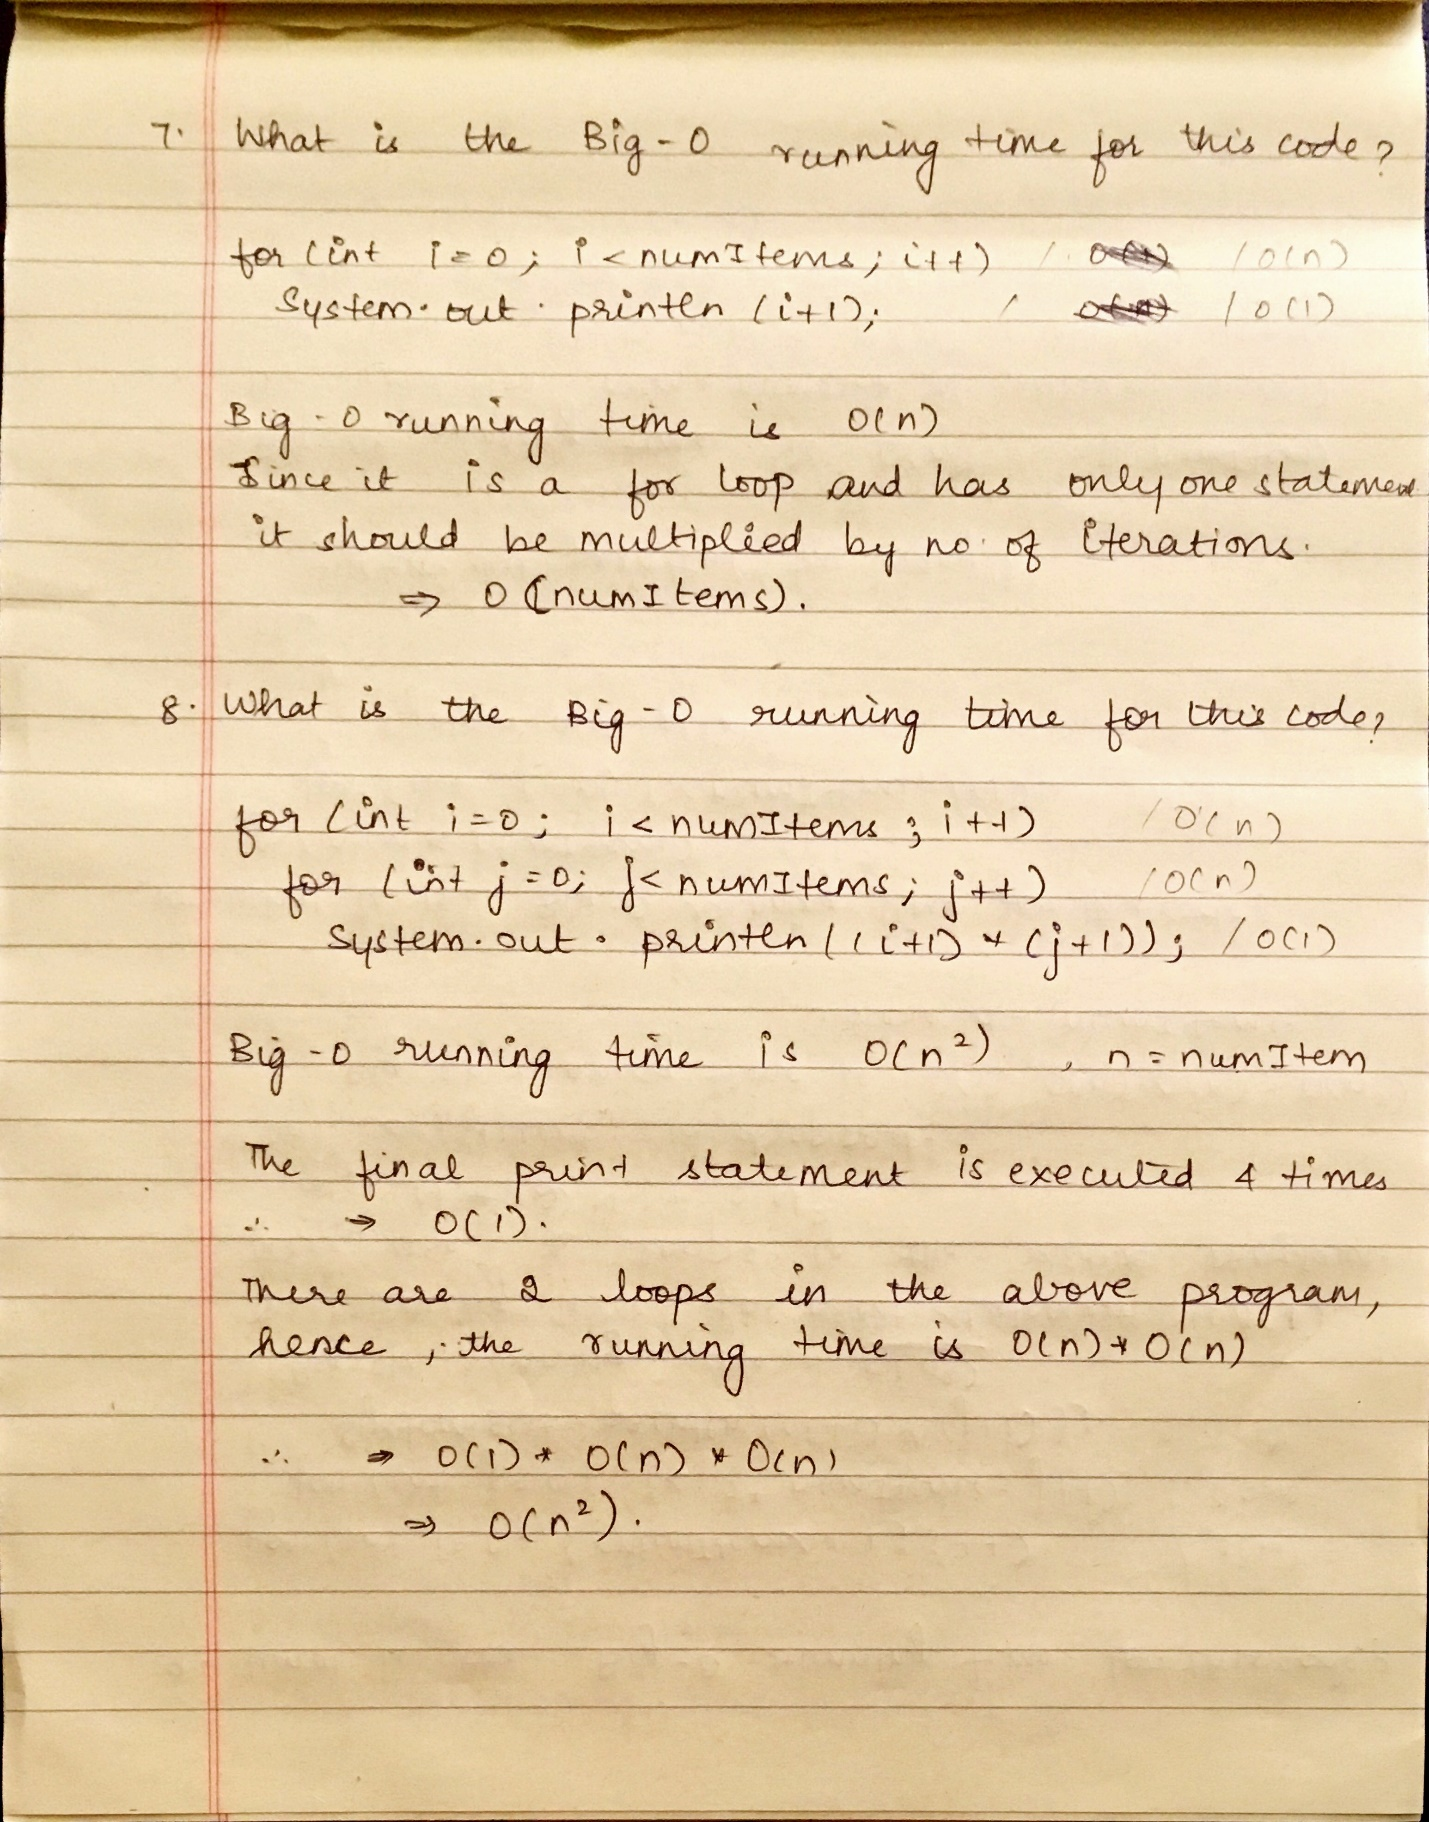 7. What is the Big-O running time for this code?
for (int i=0; i<numItems; i++) / O(n)
System.out.println (i+1); / O(1)
Big-O running time is O(n)
Since it is a for loop and has only one statement
it should be multiplied by no. of iterations.
⇒ O(numItems).
8. What is the Big-O running time for this code?
for (int i=0; i<numItems; i++) /O(n)
for (int j=0; j<numItems; j++) /O(n)
System.out.println((i+1)*(j+1)); /O(1)
Big-O running time is O(n²), n=numItem
The final print statement is executed 4 times
∴ ⇒ O(1).
There are 2 loops in the above program,
hence, the running time is O(n)*O(n)
∴ ⇒ O(1)* O(n) * O(n)
⇒ O(n²).